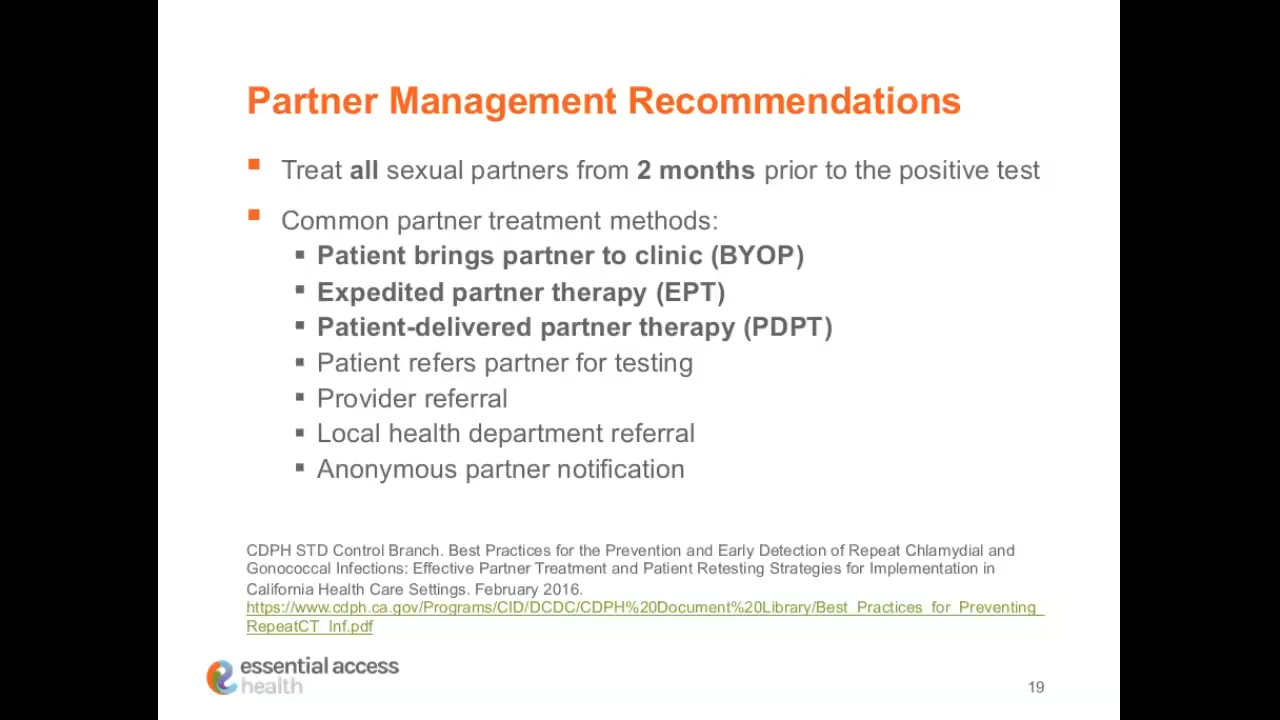 Partner Management Recommendations
Treat all sexual partners from 2 months prior to the positive test
Common partner treatment methods:
Patient brings partner to clinic (BYOP)
Expedited partner therapy (EPT)
Patient-delivered partner therapy (PDPT)
Patient refers partner for testing
Provider referral
Local health department referral
Anonymous partner notification
CDPH STD Control Branch. Best Practices for the Prevention and Early Detection of Repeat Chlamydial and
Gonococcal Infections: Effective Partner Treatment and Patient Retesting Strategies for Implementation in
California Health Care Settings. February 2016.
https://www.cdph.ca.gov/Programs/CID/DCDC/CDPH%20Document%20Library/Best_Practices_for_Preventing_
RepeatCT_Inf.pdf
essential access
health
19